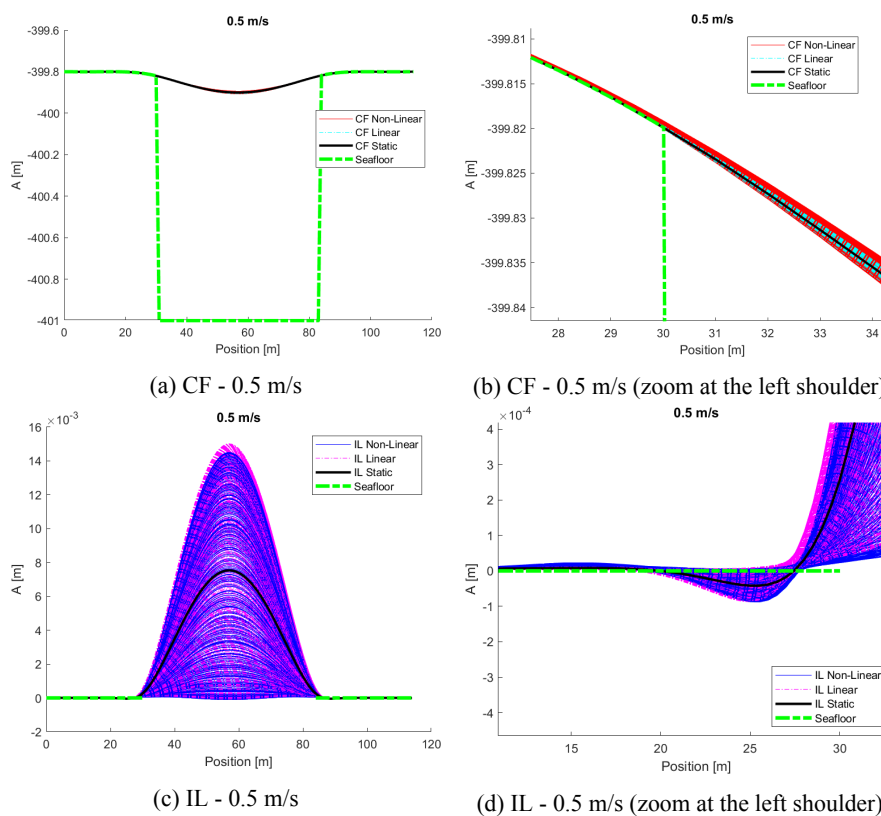 0.5 m/s
-399.6
-399.8
-400
-400.2
-400.4
-400.6
-400.8
-401
A [m]
CF Non-Linear
CF Linear
CF Static
Seafloor
0 20 40 60 80 100 120
Position [m]
(a) CF - 0.5 m/s
0.5 m/s
-399.81
-399.815
-399.82
-399.825
-399.83
-399.835
-399.84
A [m]
CF Non-Linear
CF Linear
CF Static
Seafloor
28 29 30 31 32 33 34
Position [m]
(b) CF - 0.5 m/s (zoom at the left shoulder)
0.5 m/s
×10-3
16
14
12
10
8
6
4
2
0
-2
A [m]
IL Non-Linear
IL Linear
IL Static
Seafloor
0 20 40 60 80 100 120
Position [m]
(c) IL - 0.5 m/s
0.5 m/s
×10-4
4
3
2
1
0
-1
-2
-3
-4
A [m]
IL Non-Linear
IL Linear
IL Static
Seafloor
15 20 25 30
Position [m]
(d) IL - 0.5 m/s (zoom at the left shoulder)